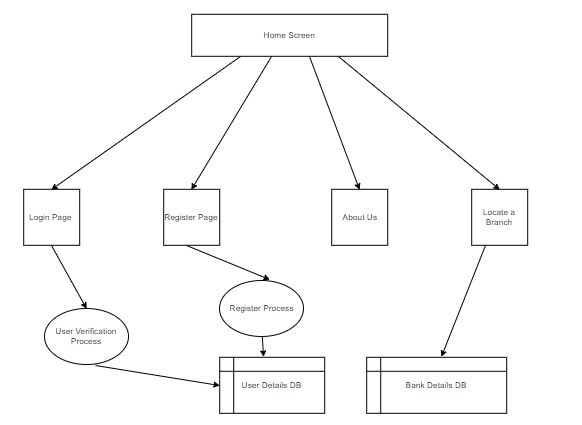 Home Screen
Login Page
Register Page
About Us
Locate a
Branch
Register Process
User Verification
Process
User Details DB
Bank Details DB